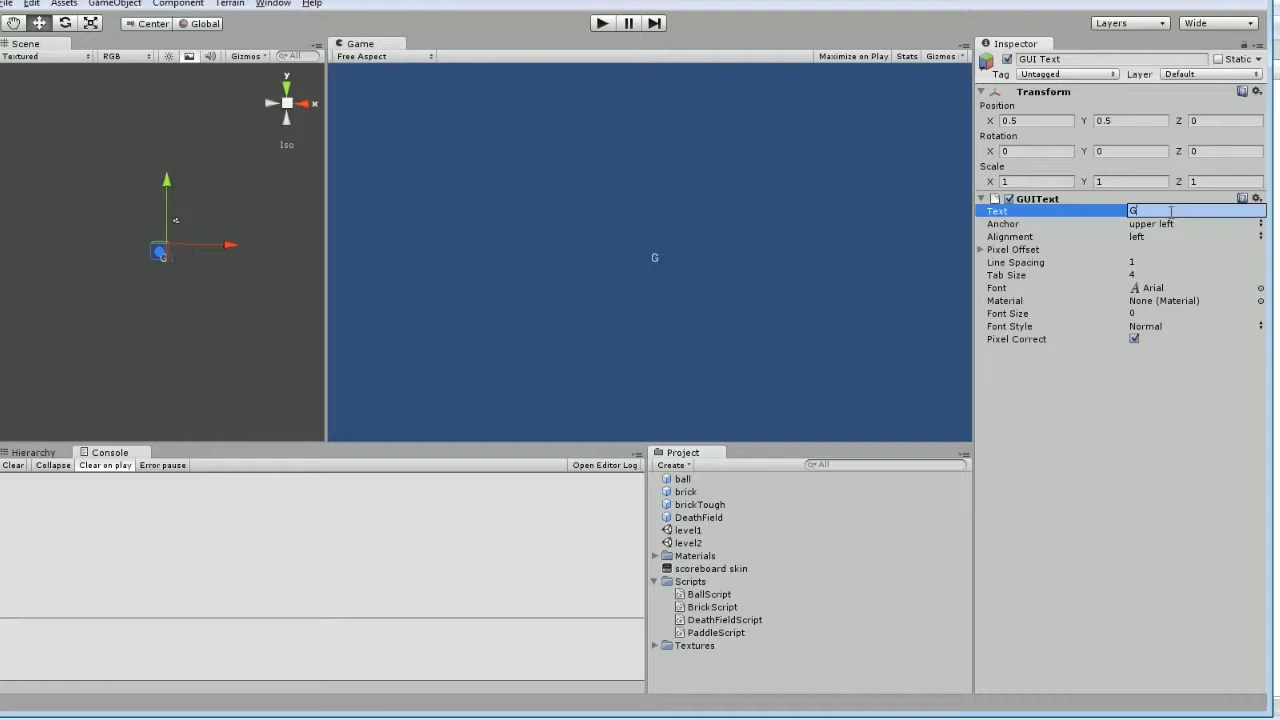 File Edit Assets GameObject Component Terrain Window Help
Center Global Layers Wide
Scene
Textured RGB Gizmos All
y
x
Iso
Game
Free Aspect Maximize on Play Stats Gizmos
G
G
Inspector
GUI Text Static
Tag Untagged Layer Default
Transform
Position
X 0.5 Y 0.5 Z 0
Rotation
X 0 Y 0 Z 0
Scale
X 1 Y 1 Z 1
GUIText
Text G
Anchor upper left
Alignment left
Pixel Offset
Line Spacing 1
Tab Size 4
Font A Arial
Material None (Material)
Font Size 0
Font Style Normal
Pixel Correct
Hierarchy Console
Clear Collapse Clear on play Error pause Open Editor Log
Project
Create All
ball
brick
brickTough
DeathField
level1
level2
Materials
scoreboard skin
Scripts
BallScript
BrickScript
DeathFieldScript
PaddleScript
Textures